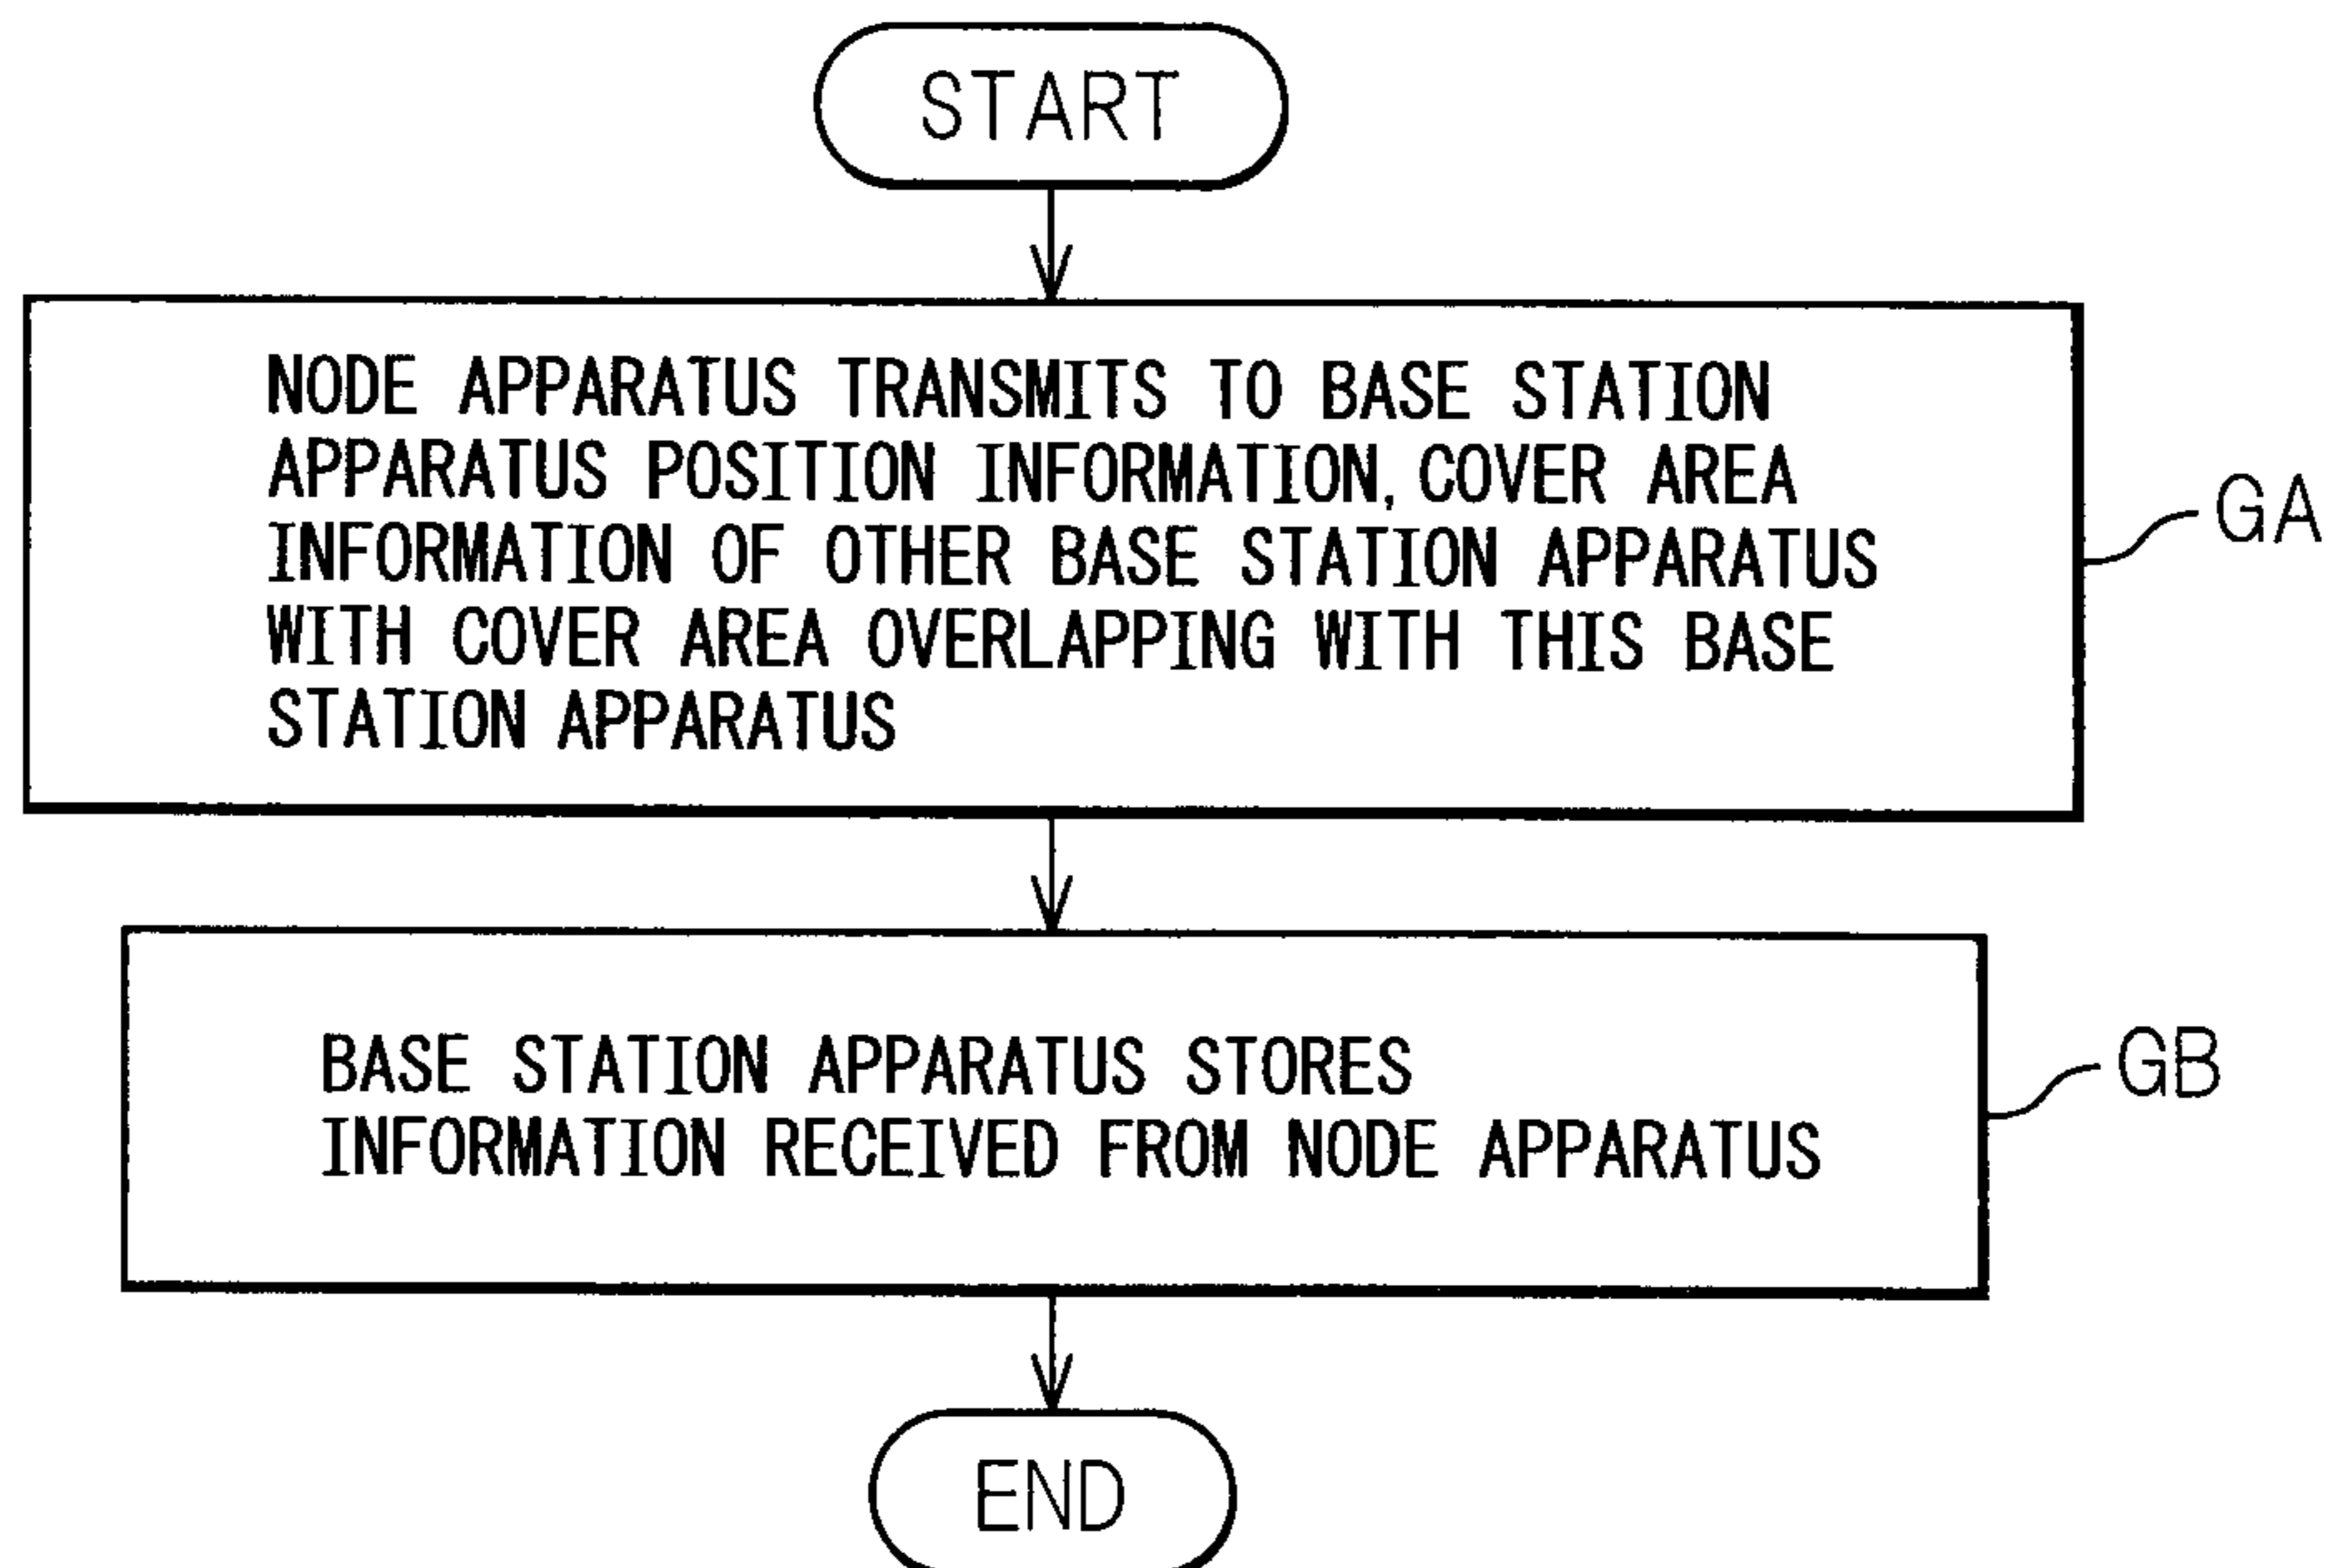 START
NODE APPARATUS TRANSMITS TO BASE STATION
APPARATUS POSITION INFORMATION, COVER AREA
INFORMATION OF OTHER BASE STATION APPARATUS
WITH COVER AREA OVERLAPPING WITH THIS BASE
STATION APPARATUS
GA
BASE STATION APPARATUS STORES
INFORMATION RECEIVED FROM NODE APPARATUS
GB
END